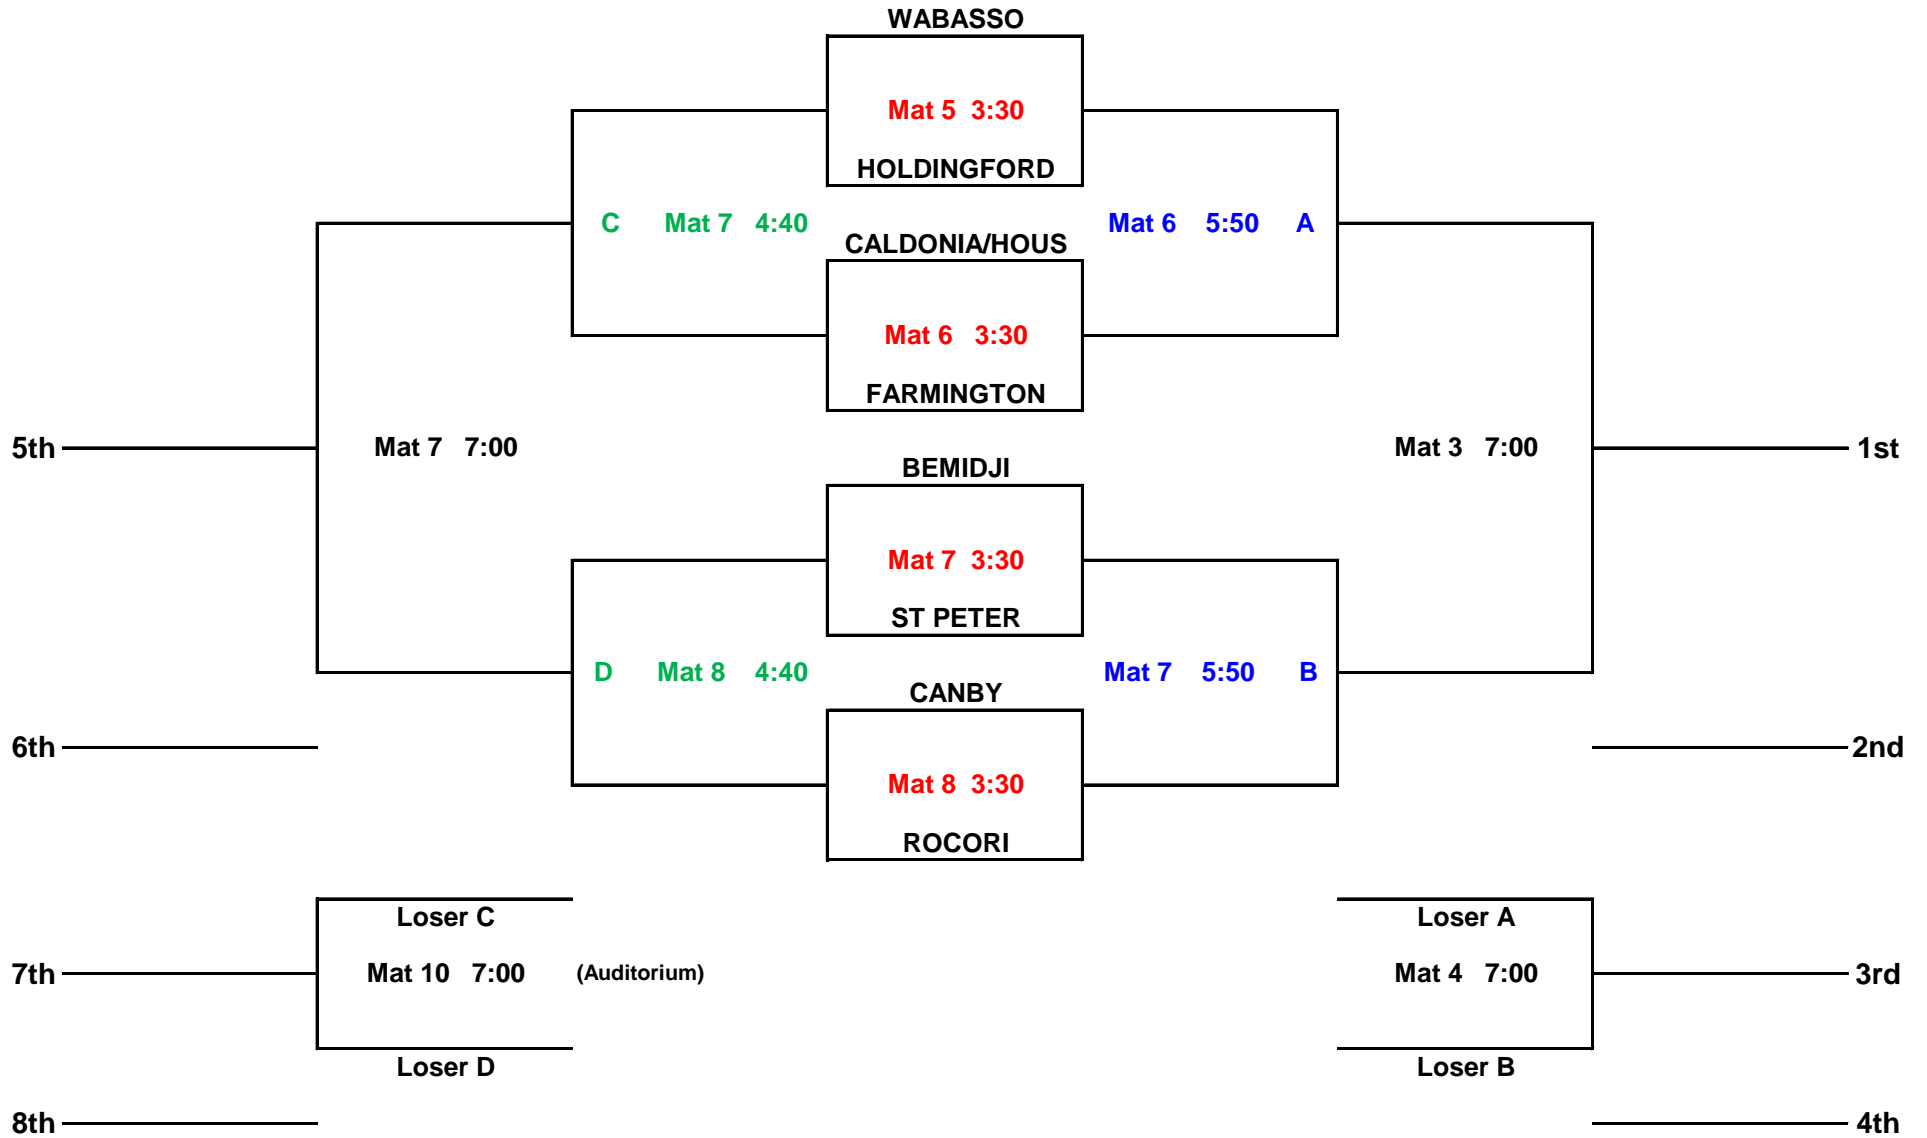 WABASSO
Mat 5 3:30
HOLDINGFORD
C Mat 7 4:40
Mat 6 5:50 A
CALDONIA/HOUS
Mat 6 3:30
FARMINGTON
5th
Mat 7 7:00
Mat 3 7:00
1st
BEMIDJI
Mat 7 3:30
ST PETER
D Mat 8 4:40
Mat 7 5:50 B
CANBY
6th
2nd
Mat 8 3:30
ROCORI
Loser C
Loser A
7th
Mat 10 7:00 (Auditorium)
Mat 4 7:00
3rd
Loser D
Loser B
8th
4th